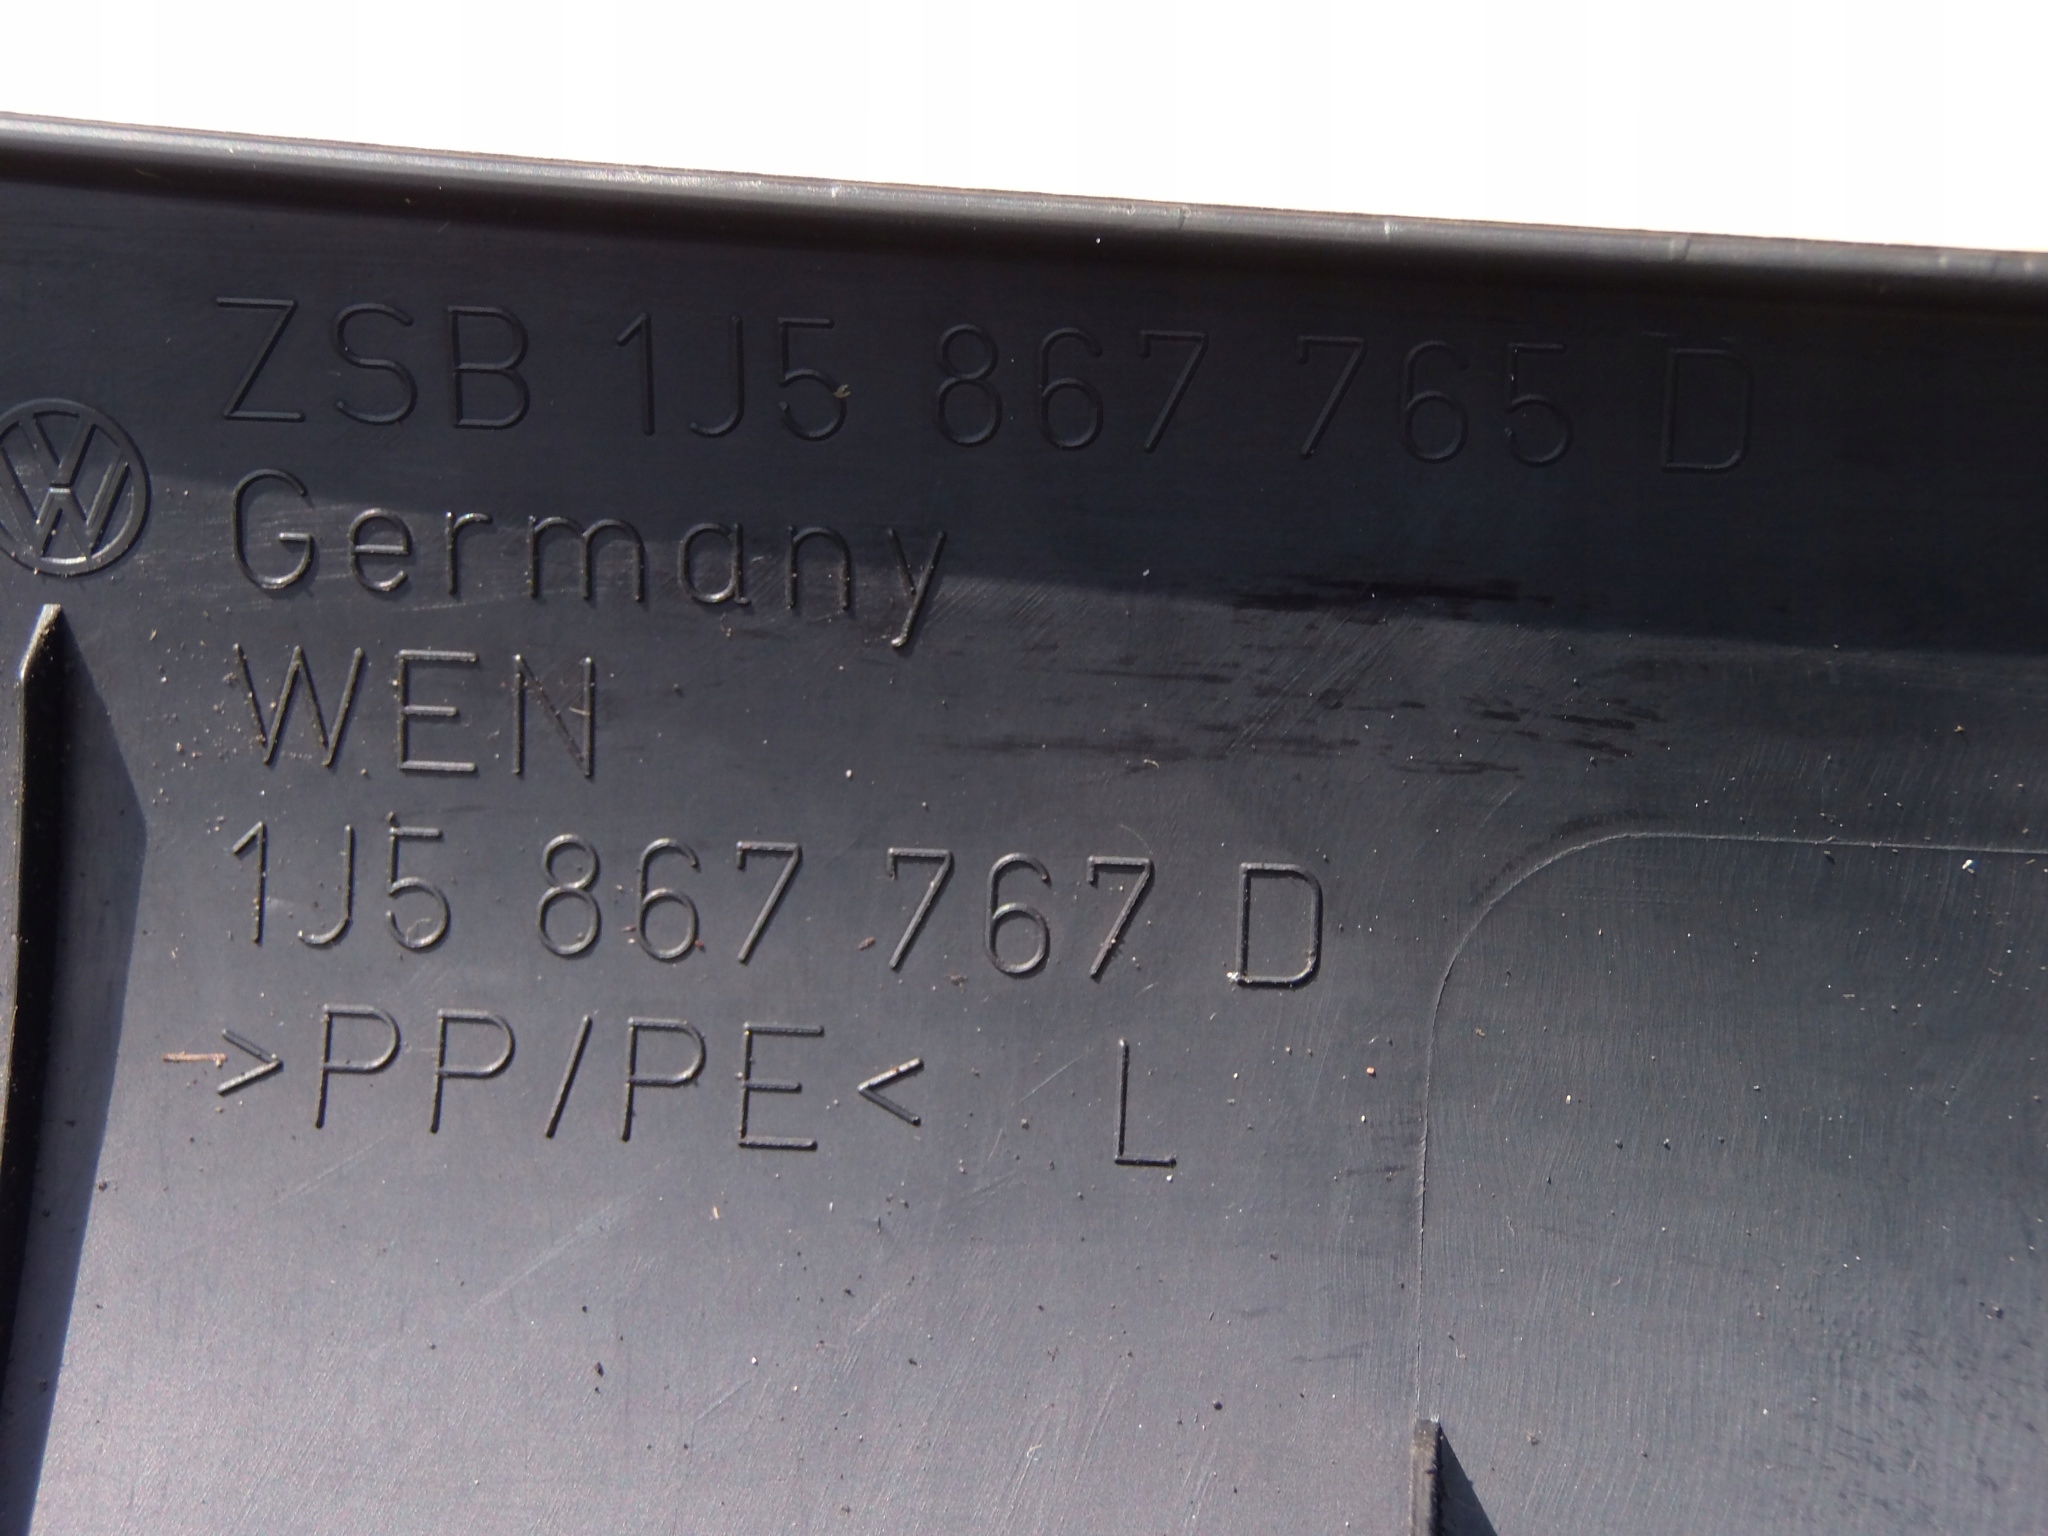 ZSB 1J5 867 765 D
Germany
WEN
1J5 867 767 D
>PP/PE< L